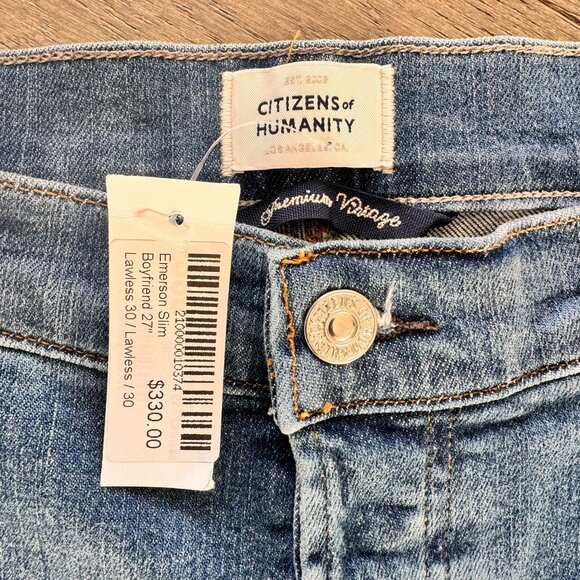 EST. 2003
CITIZENS of
HUMANITY
LOS ANGELES, CA.
Premium Vintage
210000010374
Emerson Slim
Boyfriend 27"
Lawless 30 / Lawless / 30
$330.00